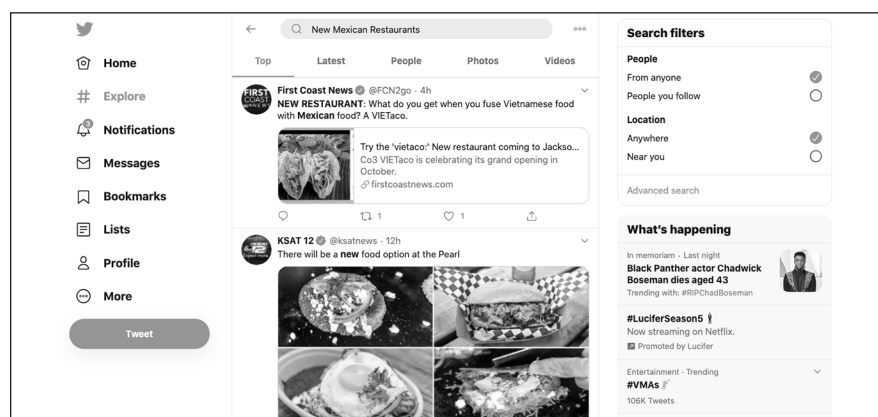 New Mexican Restaurants
Home
Explore
3
Notifications
Messages
Bookmarks
Lists
Profile
More
Tweet
Top Latest People Photos Videos
FIRST COAST NEWS
First Coast News @FCN2go · 4h
NEW RESTAURANT: What do you get when you fuse Vietnamese food
with Mexican food? A VIETaco.
Try the 'vietaco:' New restaurant coming to Jackso...
Co3 VIETaco is celebrating its grand opening in
October.
firstcoastnews.com
1 1
KSAT 12 @ksatnews · 12h
There will be a new food option at the Pearl
Search filters
People
From anyone
People you follow
Location
Anywhere
Near you
Advanced search
What's happening
In memoriam · Last night
Black Panther actor Chadwick
Boseman dies aged 43
Trending with: #RIPChadBoseman
#LuciferSeason5
Now streaming on Netflix.
Promoted by Lucifer
Entertainment · Trending
#VMAs
106K Tweets